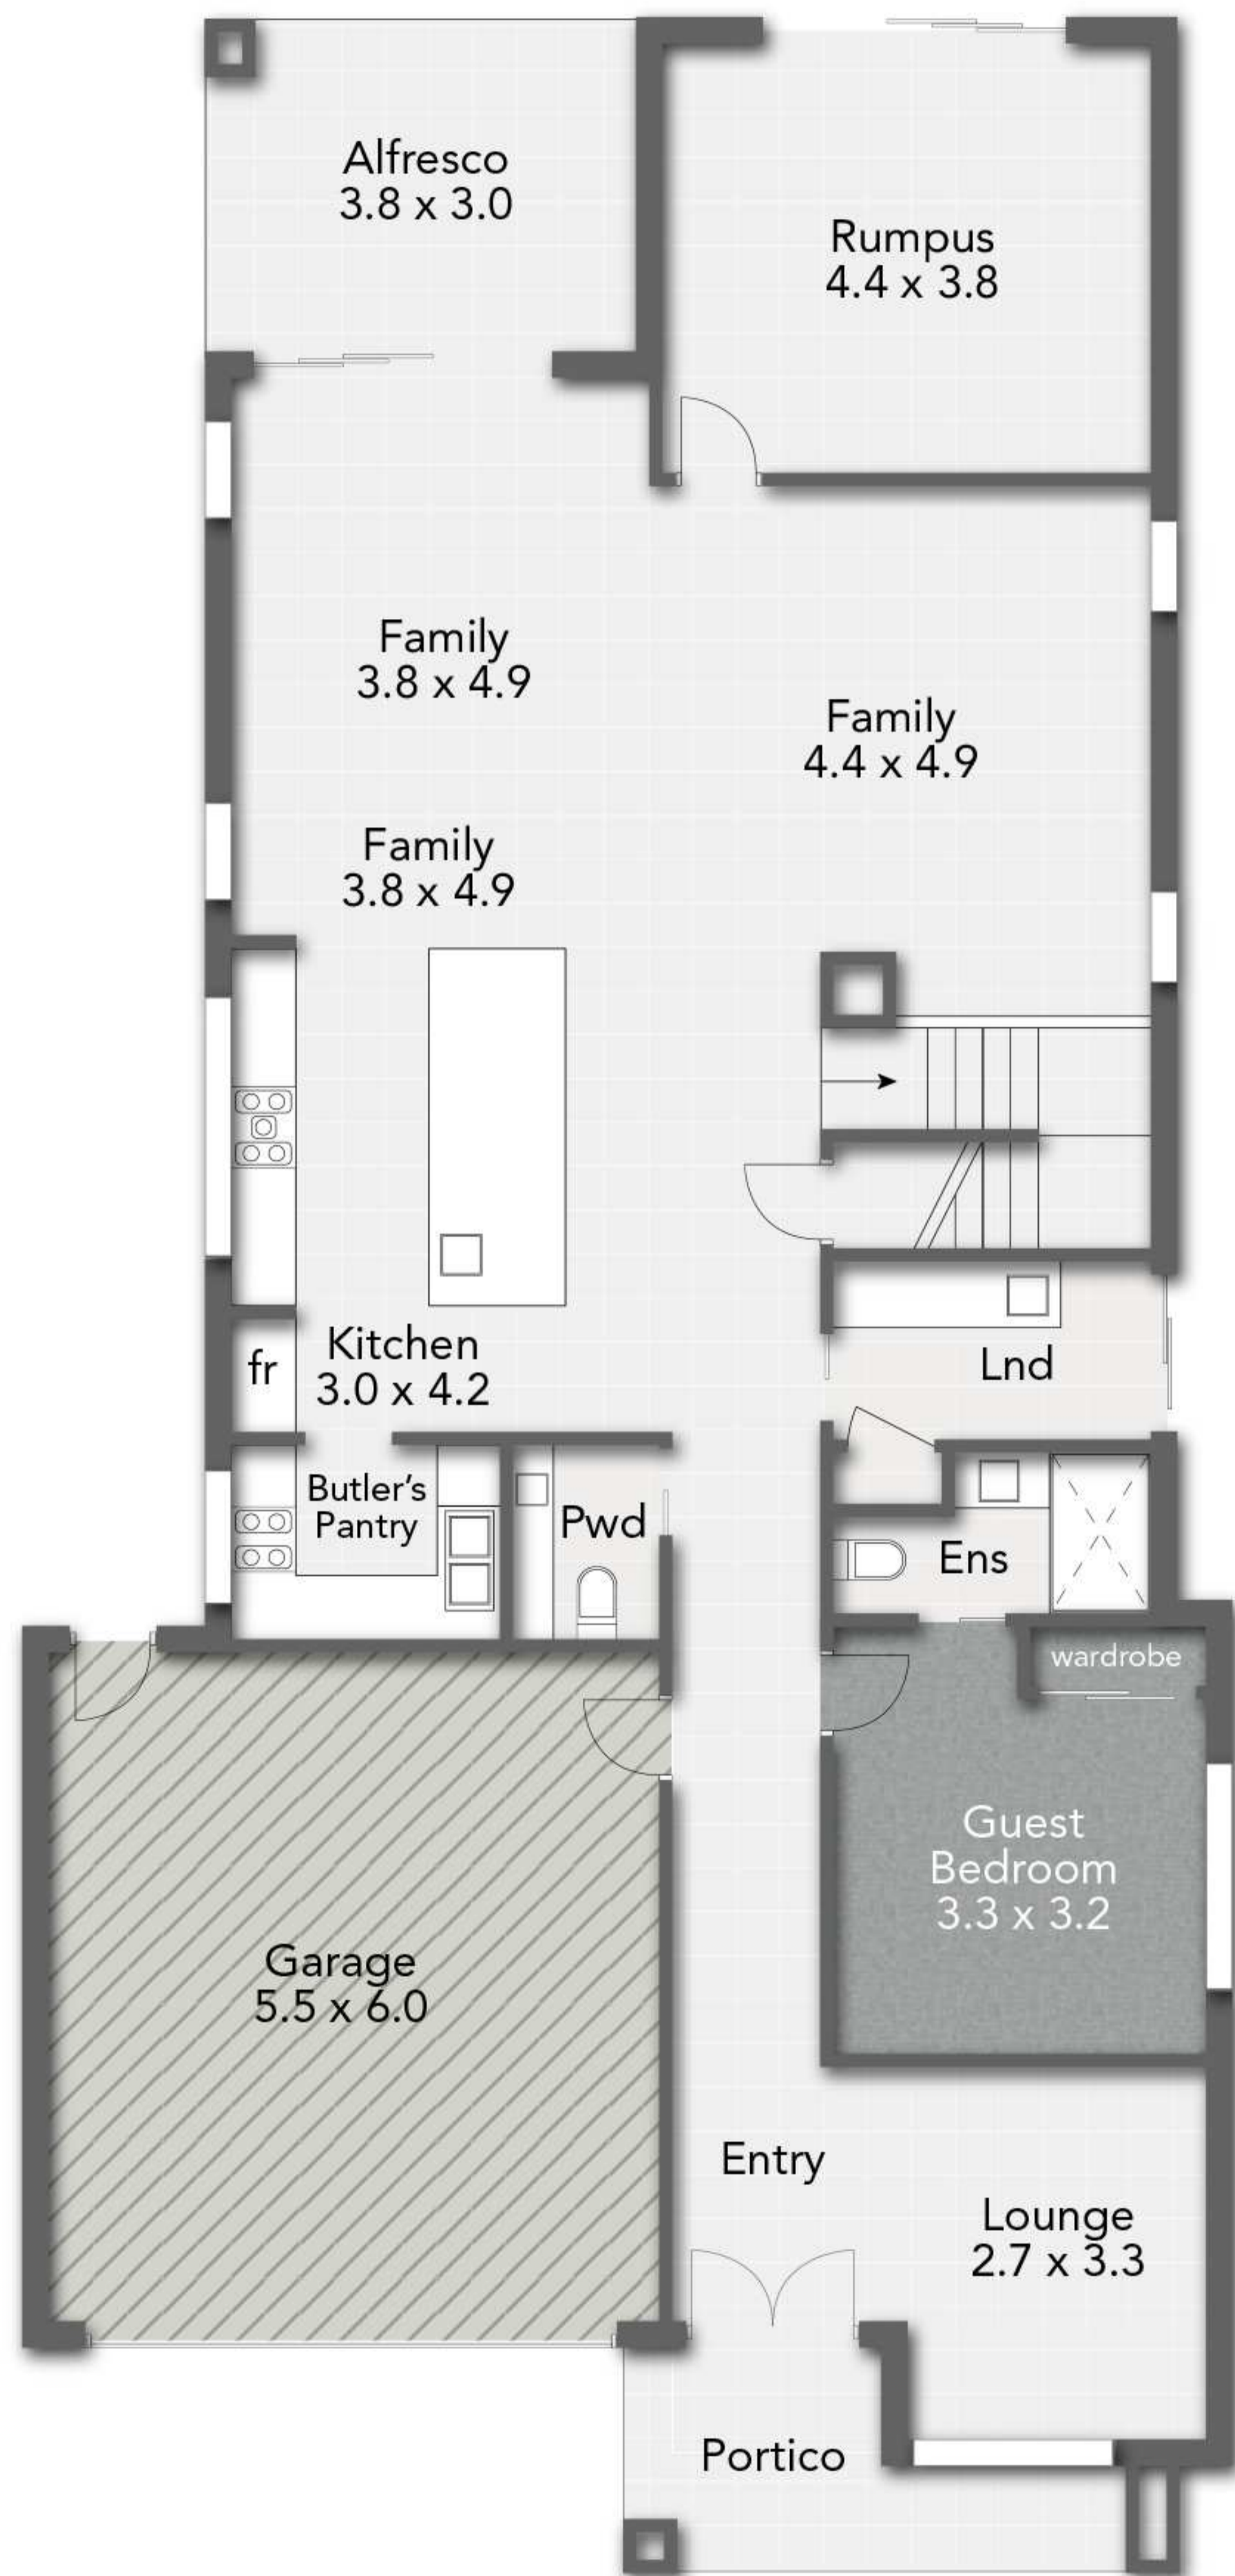 Alfresco
3.8 x 3.0
Rumpus
4.4 x 3.8
Family
3.8 x 4.9
Family
4.4 x 4.9
Family
3.8 x 4.9
Kitchen
3.0 x 4.2
fr
Lnd
Butler's
Pantry
Pwd
Ens
wardrobe
Guest
Bedroom
3.3 x 3.2
Garage
5.5 x 6.0
Entry
Lounge
2.7 x 3.3
Portico